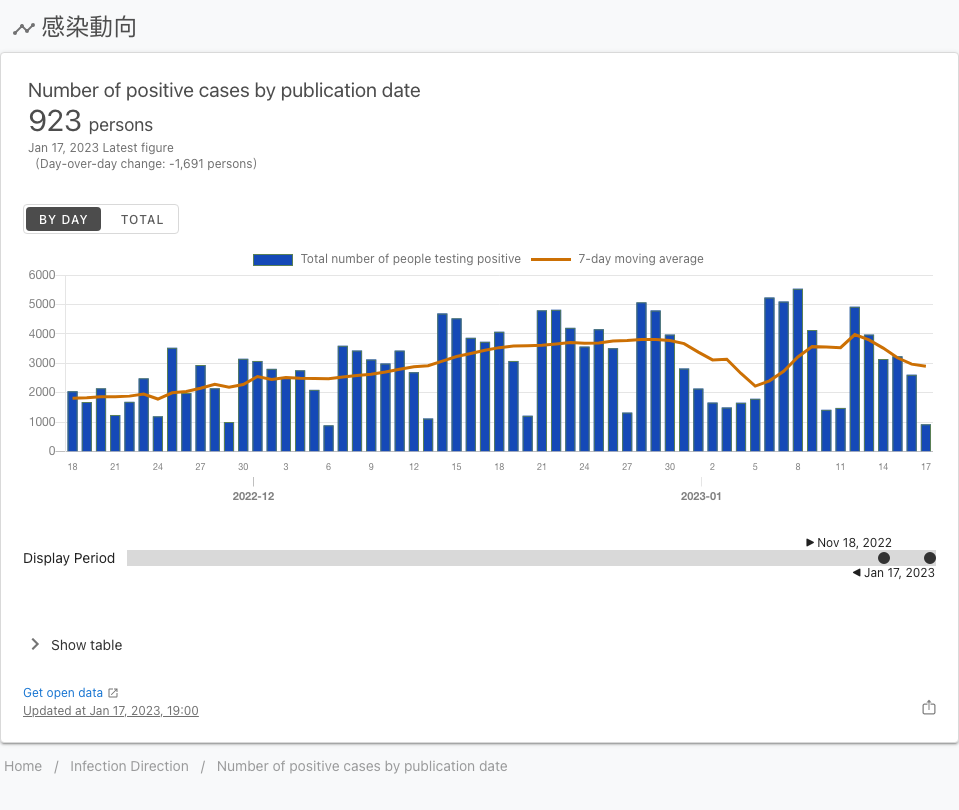 感染動向
Number of positive cases by publication date
923 persons
Jan 17, 2023 Latest figure
(Day-over-day change: -1,691 persons)
BY DAY TOTAL
Total number of people testing positive 7-day moving average
6000
5000
4000
3000
2000
1000
0
18 21 24 27 30 3 6 9 12 15 18 21 24 27 30 2 5 8 11 14 17
2022-12 2023-01
Nov 18, 2022
Display Period
Jan 17, 2023
Show table
Get open data
Updated at Jan 17, 2023, 19:00
Home / Infection Direction / Number of positive cases by publication date